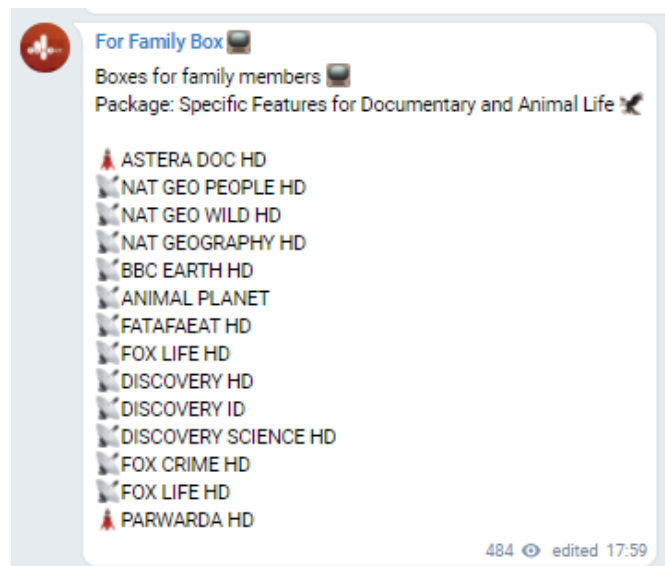 For Family Box
Boxes for family members
Package: Specific Features for Documentary and Animal Life
ASTERA DOC HD
NAT GEO PEOPLE HD
NAT GEO WILD HD
NAT GEOGRAPHY HD
BBC EARTH HD
ANIMAL PLANET
FATAFAEAT HD
FOX LIFE HD
DISCOVERY HD
DISCOVERY ID
DISCOVERY SCIENCE HD
FOX CRIME HD
FOX LIFE HD
PARWARDA HD
484 edited 17:59